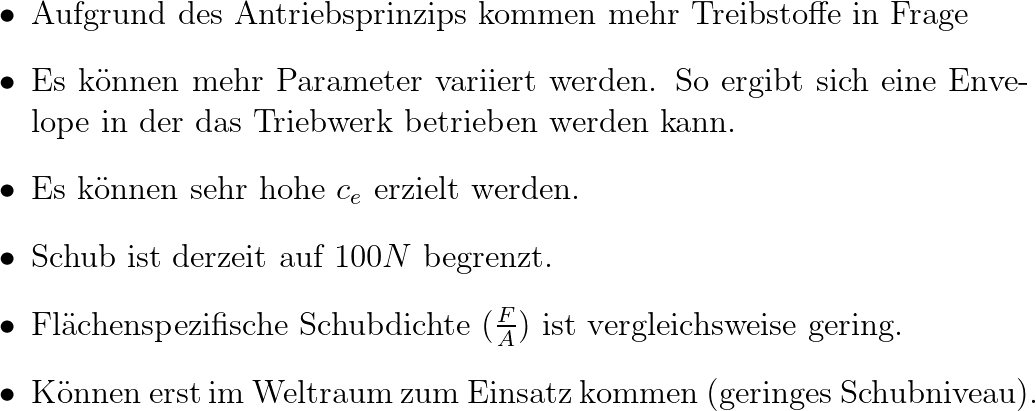 • Aufgrund des Antriebsprinzips kommen mehr Treibstoffe in Frage
• Es können mehr Parameter variiert werden. So ergibt sich eine Enve-
lope in der das Triebwerk betrieben werden kann.
• Es können sehr hohe $c_e$ erzielt werden.
• Schub ist derzeit auf $100N$ begrenzt.
• Flächenspezifische Schubdichte ($\frac{F}{A}$) ist vergleichsweise gering.
• Können erst im Weltraum zum Einsatz kommen (geringes Schubniveau).